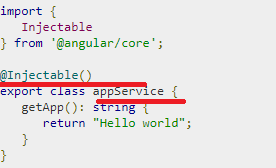 import {
Injectable
} from '@angular/core';
@Injectable()
export class appService {
getApp(): string {
return "Hello world";
}
}